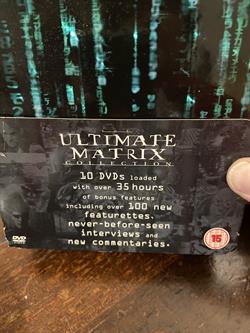 THE
ULTIMATE
MATRIX
COLLECTION
10 DVDs loaded
with over 35 hours
of bonus features
including over 100 new
featurettes,
never-before-seen
interviews and
new commentaries.
DVD
VIDEO
15